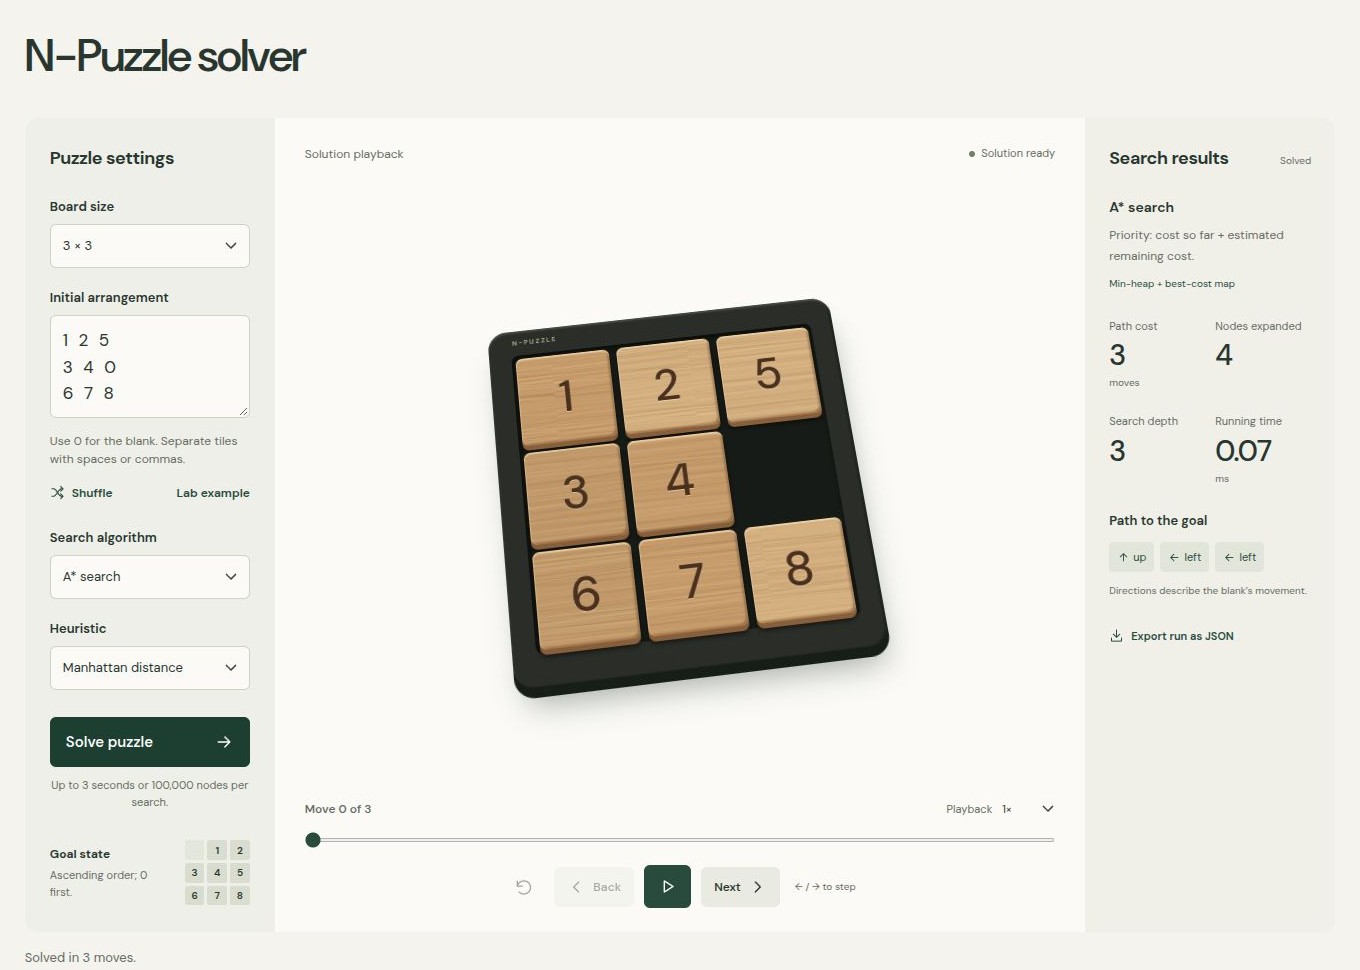 N-Puzzle solver
Puzzle settings
Board size
3 × 3
Initial arrangement
1 2 5
3 4 0
6 7 8
Use 0 for the blank. Separate tiles
with spaces or commas.
Shuffle
Lab example
Search algorithm
A* search
Heuristic
Manhattan distance
Solve puzzle →
Up to 3 seconds or 100,000 nodes per
search.
Goal state
Ascending order; 0
first.
1 2
3 4 5
6 7 8
Solution playback
Solution ready
N-PUZZLE
1 2 5
3 4
6 7 8
Move 0 of 3
Playback 1×
Back
Next
← / → to step
Search results
Solved
A* search
Priority: cost so far + estimated
remaining cost.
Min-heap + best-cost map
Path cost
3
moves
Nodes expanded
4
Search depth
3
Running time
0.07
ms
Path to the goal
↑ up ← left ← left
Directions describe the blank's movement.
Export run as JSON
Solved in 3 moves.